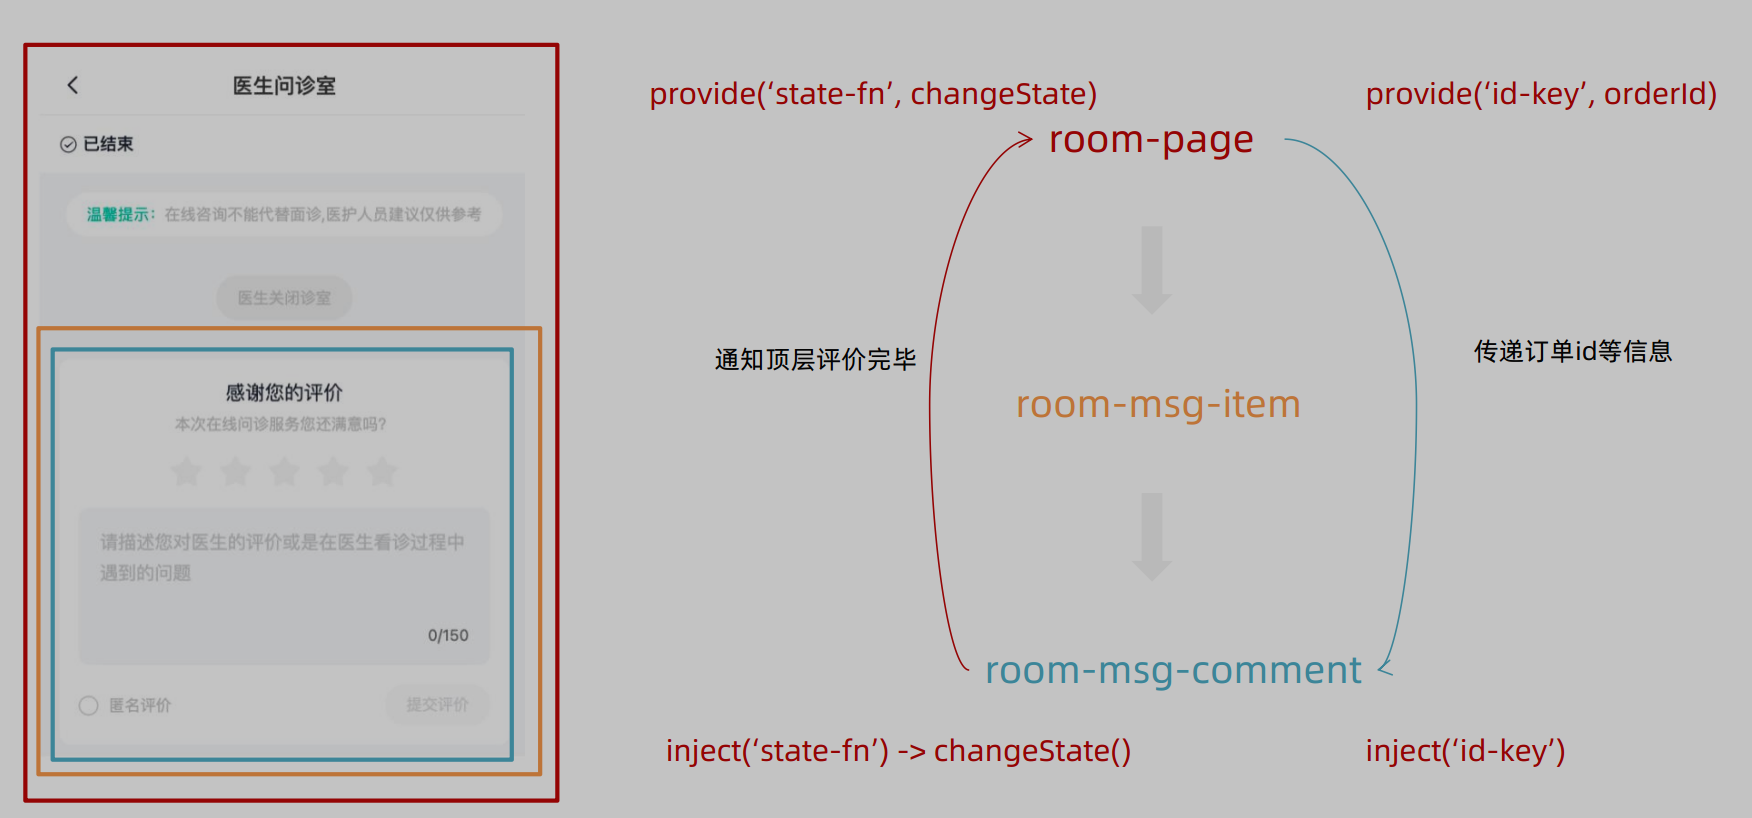 医生问诊室
已结束
温馨提示：在线咨询不能代替面诊,医护人员建议仅供参考
医生关闭诊室
感谢您的评价
本次在线问诊服务您还满意吗?
请描述您对医生的评价或是在医生看诊过程中
遇到的问题
0/150
匿名评价
提交评价
provide(‘state-fn’, changeState)
provide(‘id-key’, orderId)
room-page
通知顶层评价完毕
传递订单id等信息
room-msg-item
room-msg-comment
inject(‘state-fn’) -> changeState()
inject(‘id-key’)